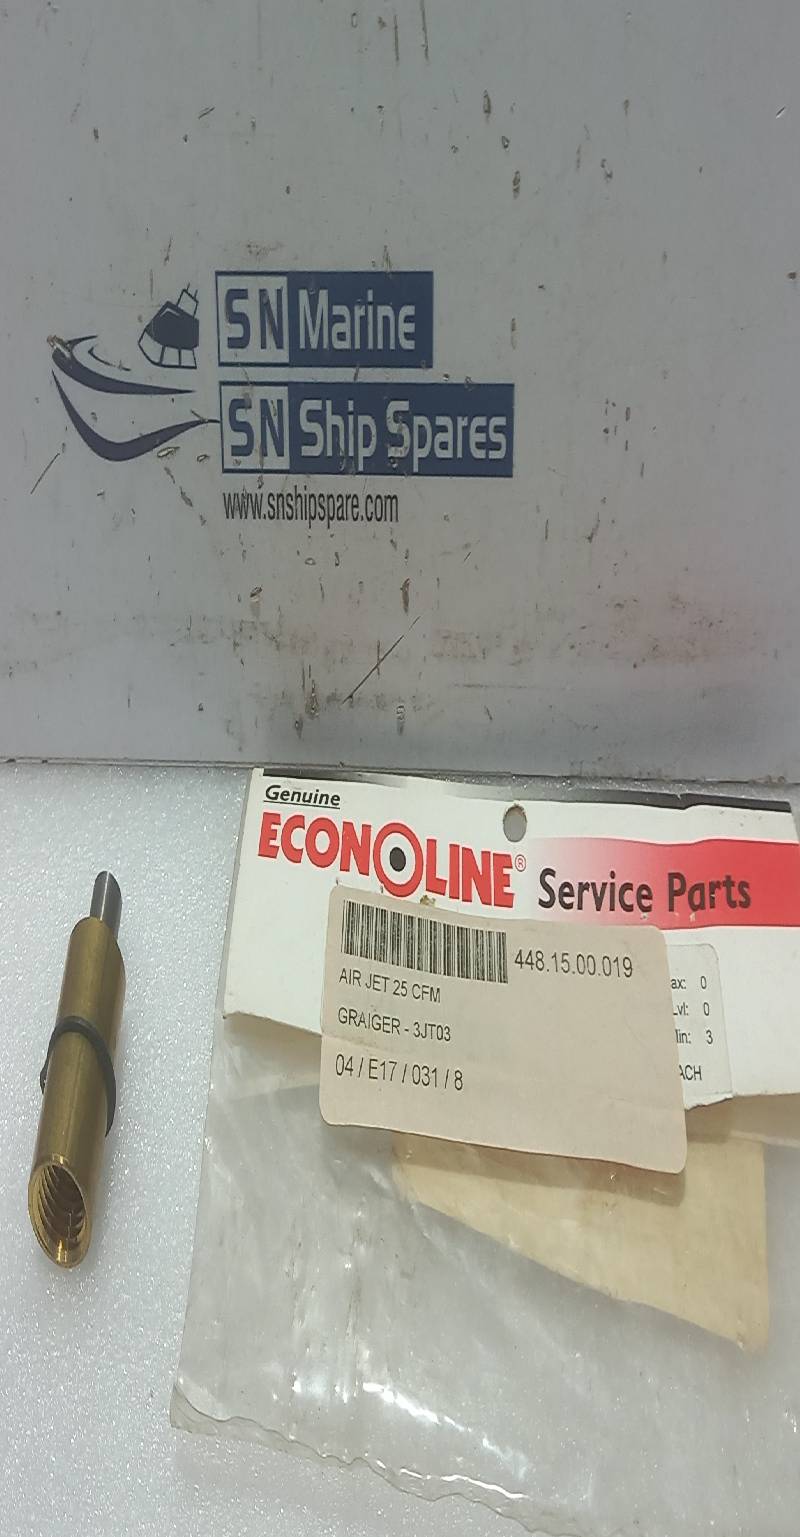 SN Marine
SN Ship Spares
www.snshipspare.com
Genuine
ECONOLINE® Service Parts
448.15.00.019
AIR JET 25 CFM
GRAIGER - 3JT03
04 / E17 / 031 / 8
ax: 0
Lvl: 0
in: 3
ACH